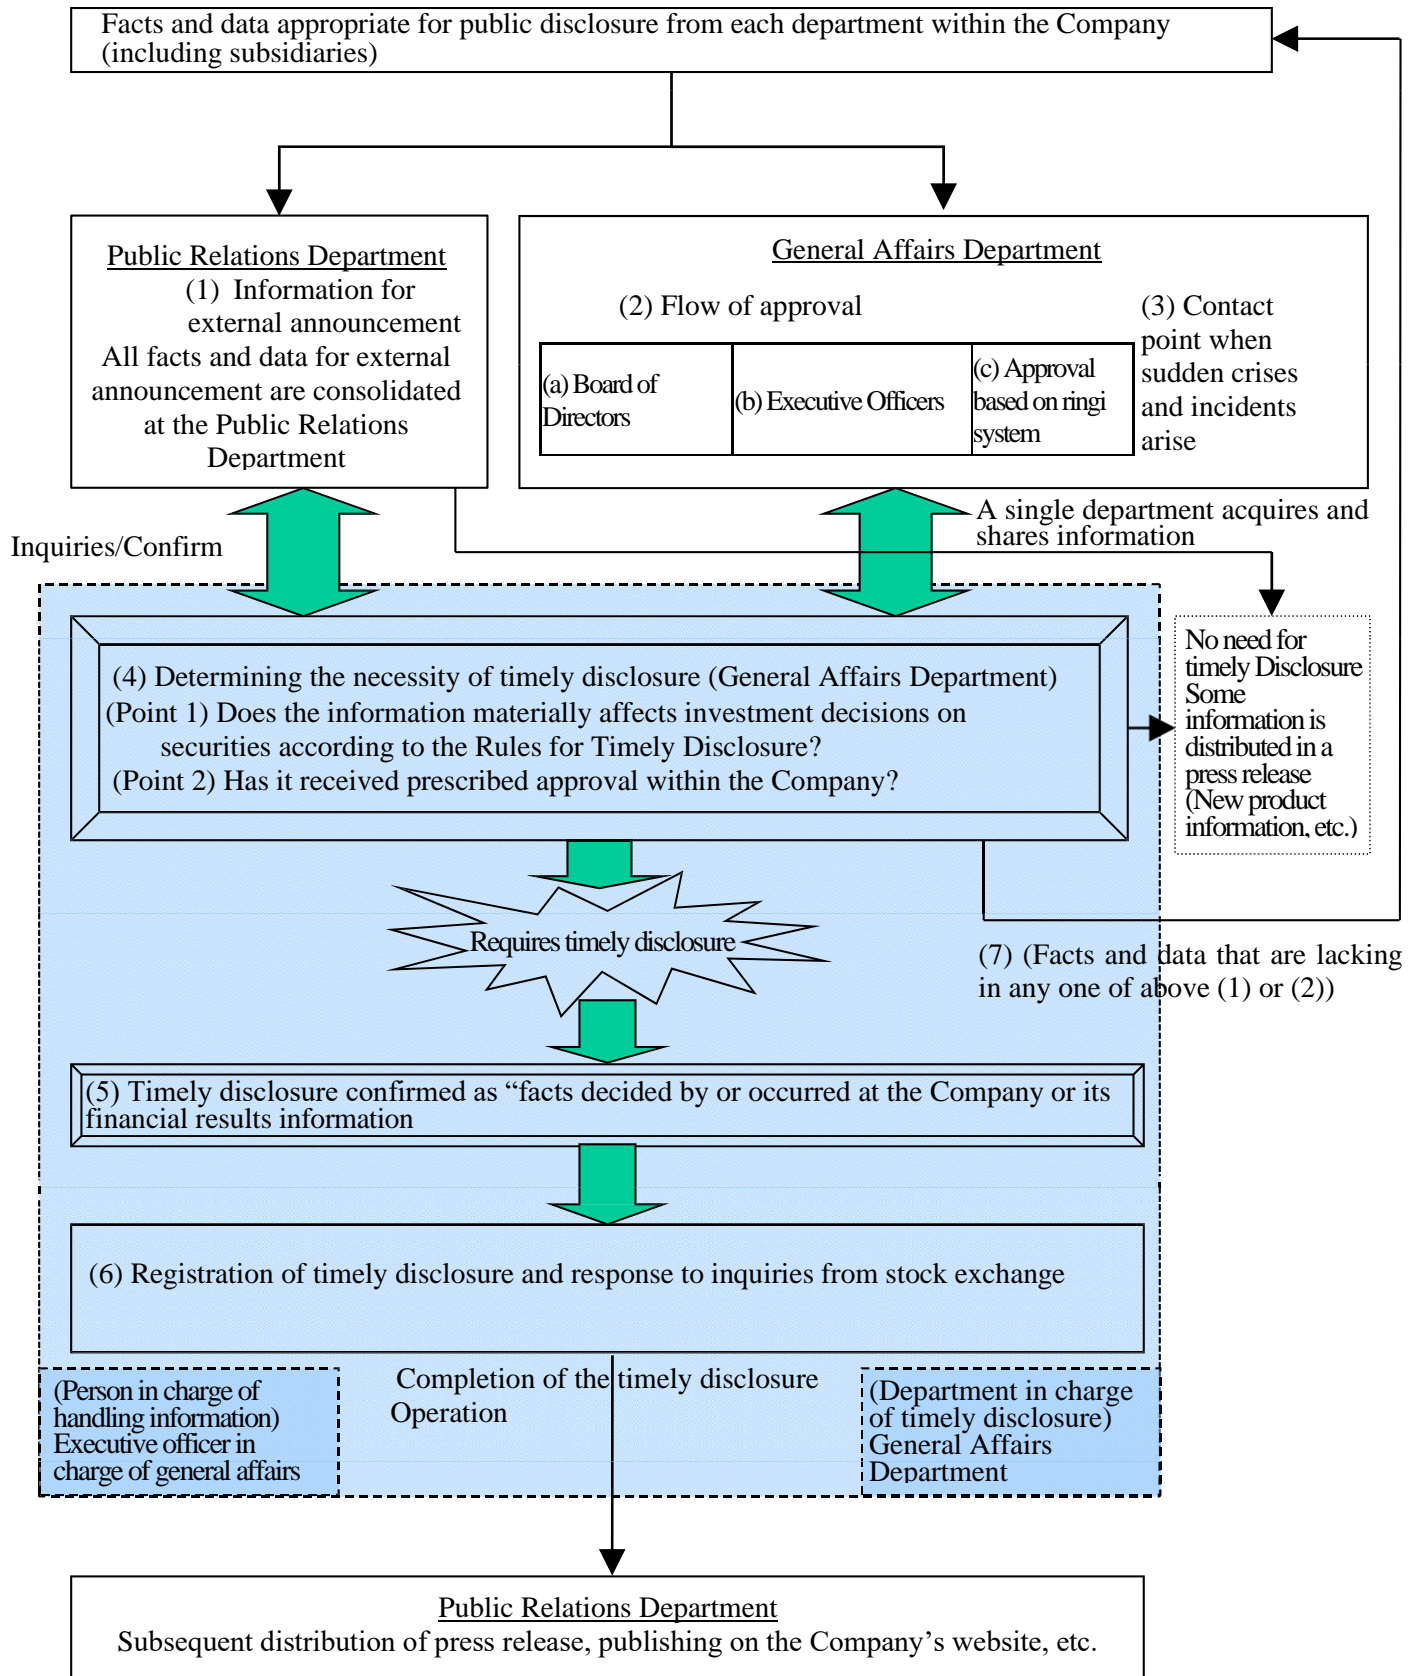 Facts and data appropriate for public disclosure from each department within the Company
(including subsidiaries)
Public Relations Department
(1) Information for
external announcement
All facts and data for external
announcement are consolidated
at the Public Relations
Department
General Affairs Department
(2) Flow of approval
(a) Board of
Directors
(b) Executive Officers
(c) Approval
based on ringi
system
(3) Contact
point when
sudden crises
and incidents
arise
Inquiries/Confirm
A single department acquires and
shares information
(4) Determining the necessity of timely disclosure (General Affairs Department)
(Point 1) Does the information materially affects investment decisions on
securities according to the Rules for Timely Disclosure?
(Point 2) Has it received prescribed approval within the Company?
No need for
timely Disclosure
Some
information is
distributed in a
press release
(New product
information, etc.)
Requires timely disclosure
(7) (Facts and data that are lacking
in any one of above (1) or (2))
(5) Timely disclosure confirmed as “facts decided by or occurred at the Company or its
financial results information
(6) Registration of timely disclosure and response to inquiries from stock exchange
(Person in charge of
handling information)
Executive officer in
charge of general affairs
Completion of the timely disclosure
Operation
(Department in charge
of timely disclosure)
General Affairs
Department
Public Relations Department
Subsequent distribution of press release, publishing on the Company’s website, etc.